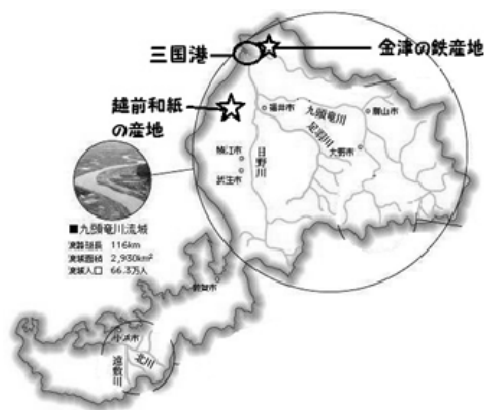 三国港
金津の鉄産地
越前和紙
の産地
福井市
九頭竜川
勝山市
足羽川
大野市
日野川
鯖江市
武生市
■九頭竜川流域
流路延長 116km
流域面積 2,930km²
流域人口 66.3万人
敦賀市
小浜市
北川
遠敷川